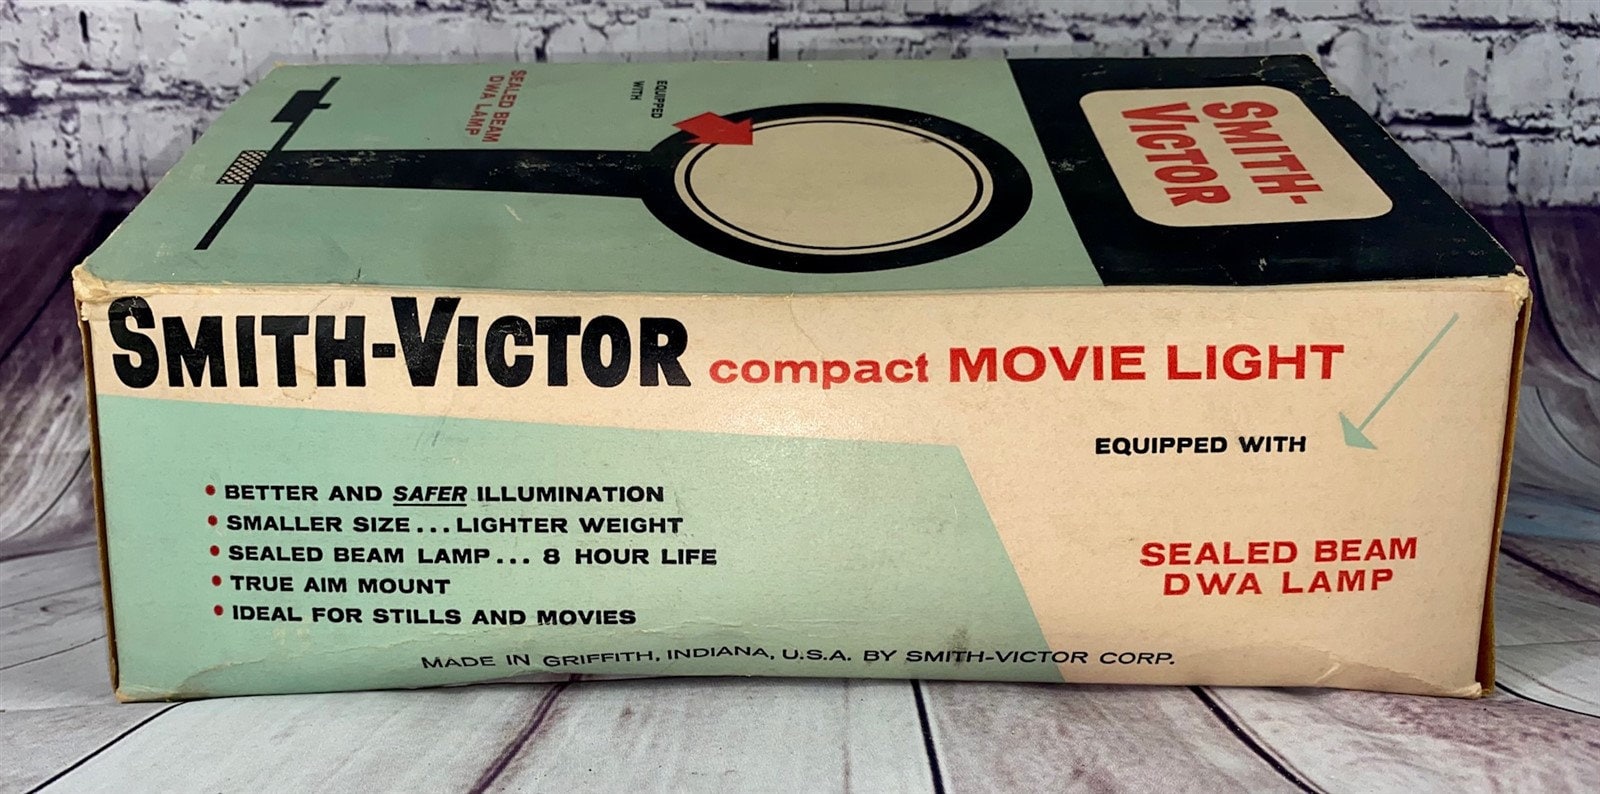 SEALED BEAM
DWA LAMP
EQUIPPED
WITH
SMITH-
VICTOR
SMITH-VICTOR compact MOVIE LIGHT
EQUIPPED WITH
• BETTER AND SAFER ILLUMINATION
• SMALLER SIZE...LIGHTER WEIGHT
• SEALED BEAM LAMP... 8 HOUR LIFE
• TRUE AIM MOUNT
• IDEAL FOR STILLS AND MOVIES
SEALED BEAM
DWA LAMP
MADE IN GRIFFITH, INDIANA, U.S.A. BY SMITH-VICTOR CORP.